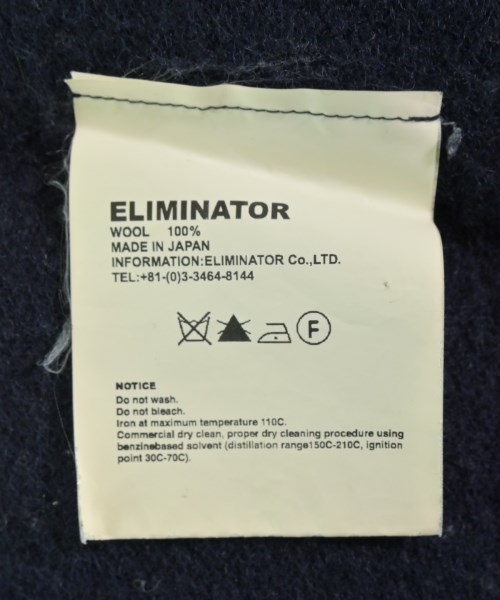 ELIMINATOR
WOOL 100%
MADE IN JAPAN
INFORMATION:ELIMINATOR Co.,LTD.
TEL:+81-(0)3-3464-8144
F
NOTICE
Do not wash.
Do not bleach.
Iron at maximum temperature 110C.
Commercial dry clean, proper dry cleaning procedure using
benzinebased solvent (distillation range150C-210C, ignition
point 30C-70C).